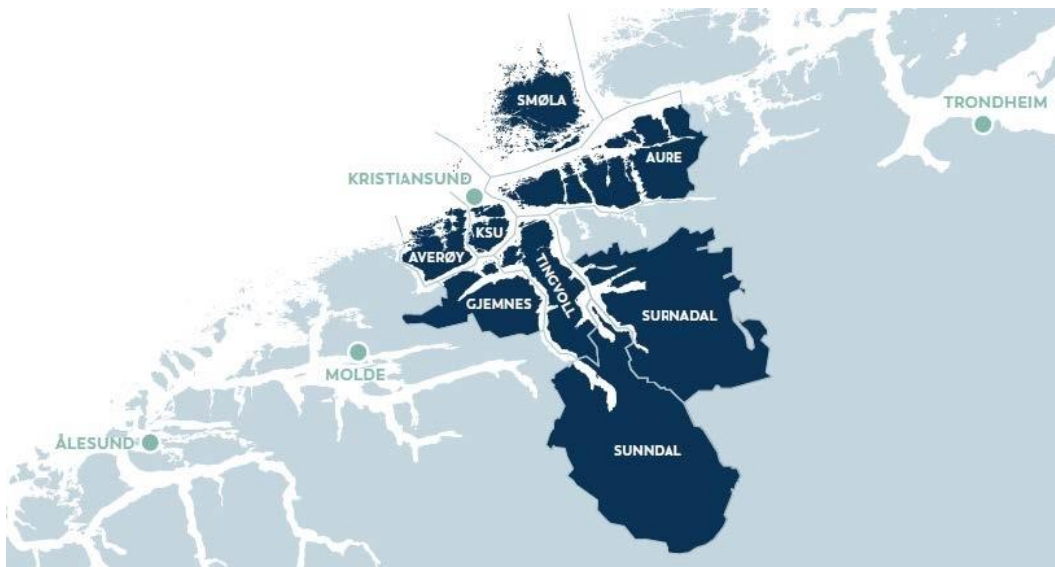 SMØLA
TRONDHEIM
AURE
KRISTIANSUND
KSU
AVERØY
TINGVOLL
GJEMNES
SURNADAL
MOLDE
ÅLESUND
SUNNDAL